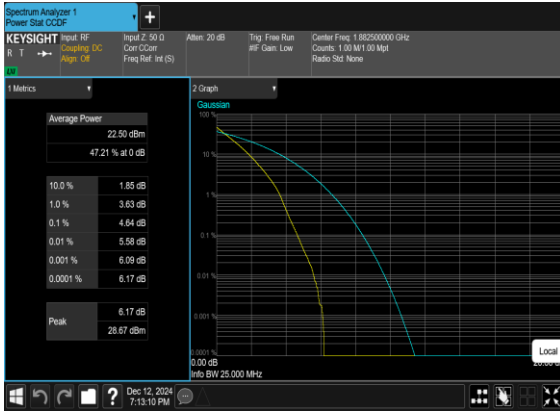 Spectrum Analyzer 1
Power Stat CCDF
KEYSIGHT
R T
LV
Input: RF
Coupling: DC
Align: Off
Input Z: 50 Ω
Corr CCorr
Freq Ref: Int (S)
Atten: 20 dB
Trig: Free Run
#IF Gain: Low
Center Freq: 1.882500000 GHz
Counts: 1.00 M/1.00 Mpt
Radio Std: None
1 Metrics
Average Power
22.50 dBm
47.21 % at 0 dB
10.0 % 1.85 dB
1.0 % 3.63 dB
0.1 % 4.64 dB
0.01 % 5.58 dB
0.001 % 6.09 dB
0.0001 % 6.17 dB
Peak
6.17 dB
28.67 dBm
2 Graph
Gaussian
100 %
10 %
1 %
0.1 %
0.01 %
0.001 %
0.0001 %
0.00 dB
Info BW 25.000 MHz
Local
Dec 12, 2024
7:13:10 PM